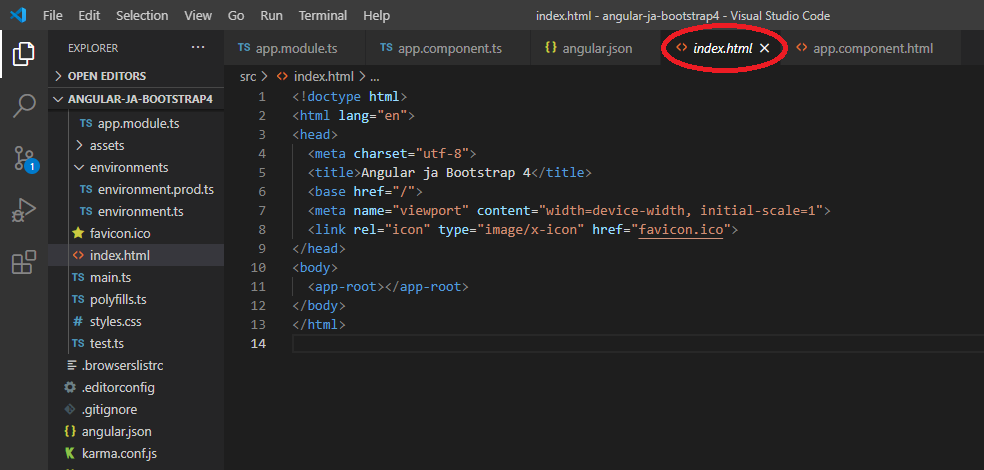 File Edit Selection View Go Run Terminal Help index.html - angular-ja-bootstrap4 - Visual Studio Code
EXPLORER ...
OPEN EDITORS
ANGULAR-JA-BOOTSTRAP4
TS app.module.ts
assets
environments
TS environment.prod.ts
TS environment.ts
favicon.ico
<> index.html
TS main.ts
TS polyfills.ts
# styles.css
TS test.ts
.browserslistrc
.editorconfig
.gitignore
{} angular.json
karma.conf.js
1
TS app.module.ts TS app.component.ts {} angular.json <> index.html × <> app.component.html
src > <> index.html > ...
1 <!doctype html>
2 <html lang="en">
3 <head>
4 <meta charset="utf-8">
5 <title>Angular ja Bootstrap 4</title>
6 <base href="/">
7 <meta name="viewport" content="width=device-width, initial-scale=1">
8 <link rel="icon" type="image/x-icon" href="favicon.ico">
9 </head>
10 <body>
11 <app-root></app-root>
12 </body>
13 </html>
14